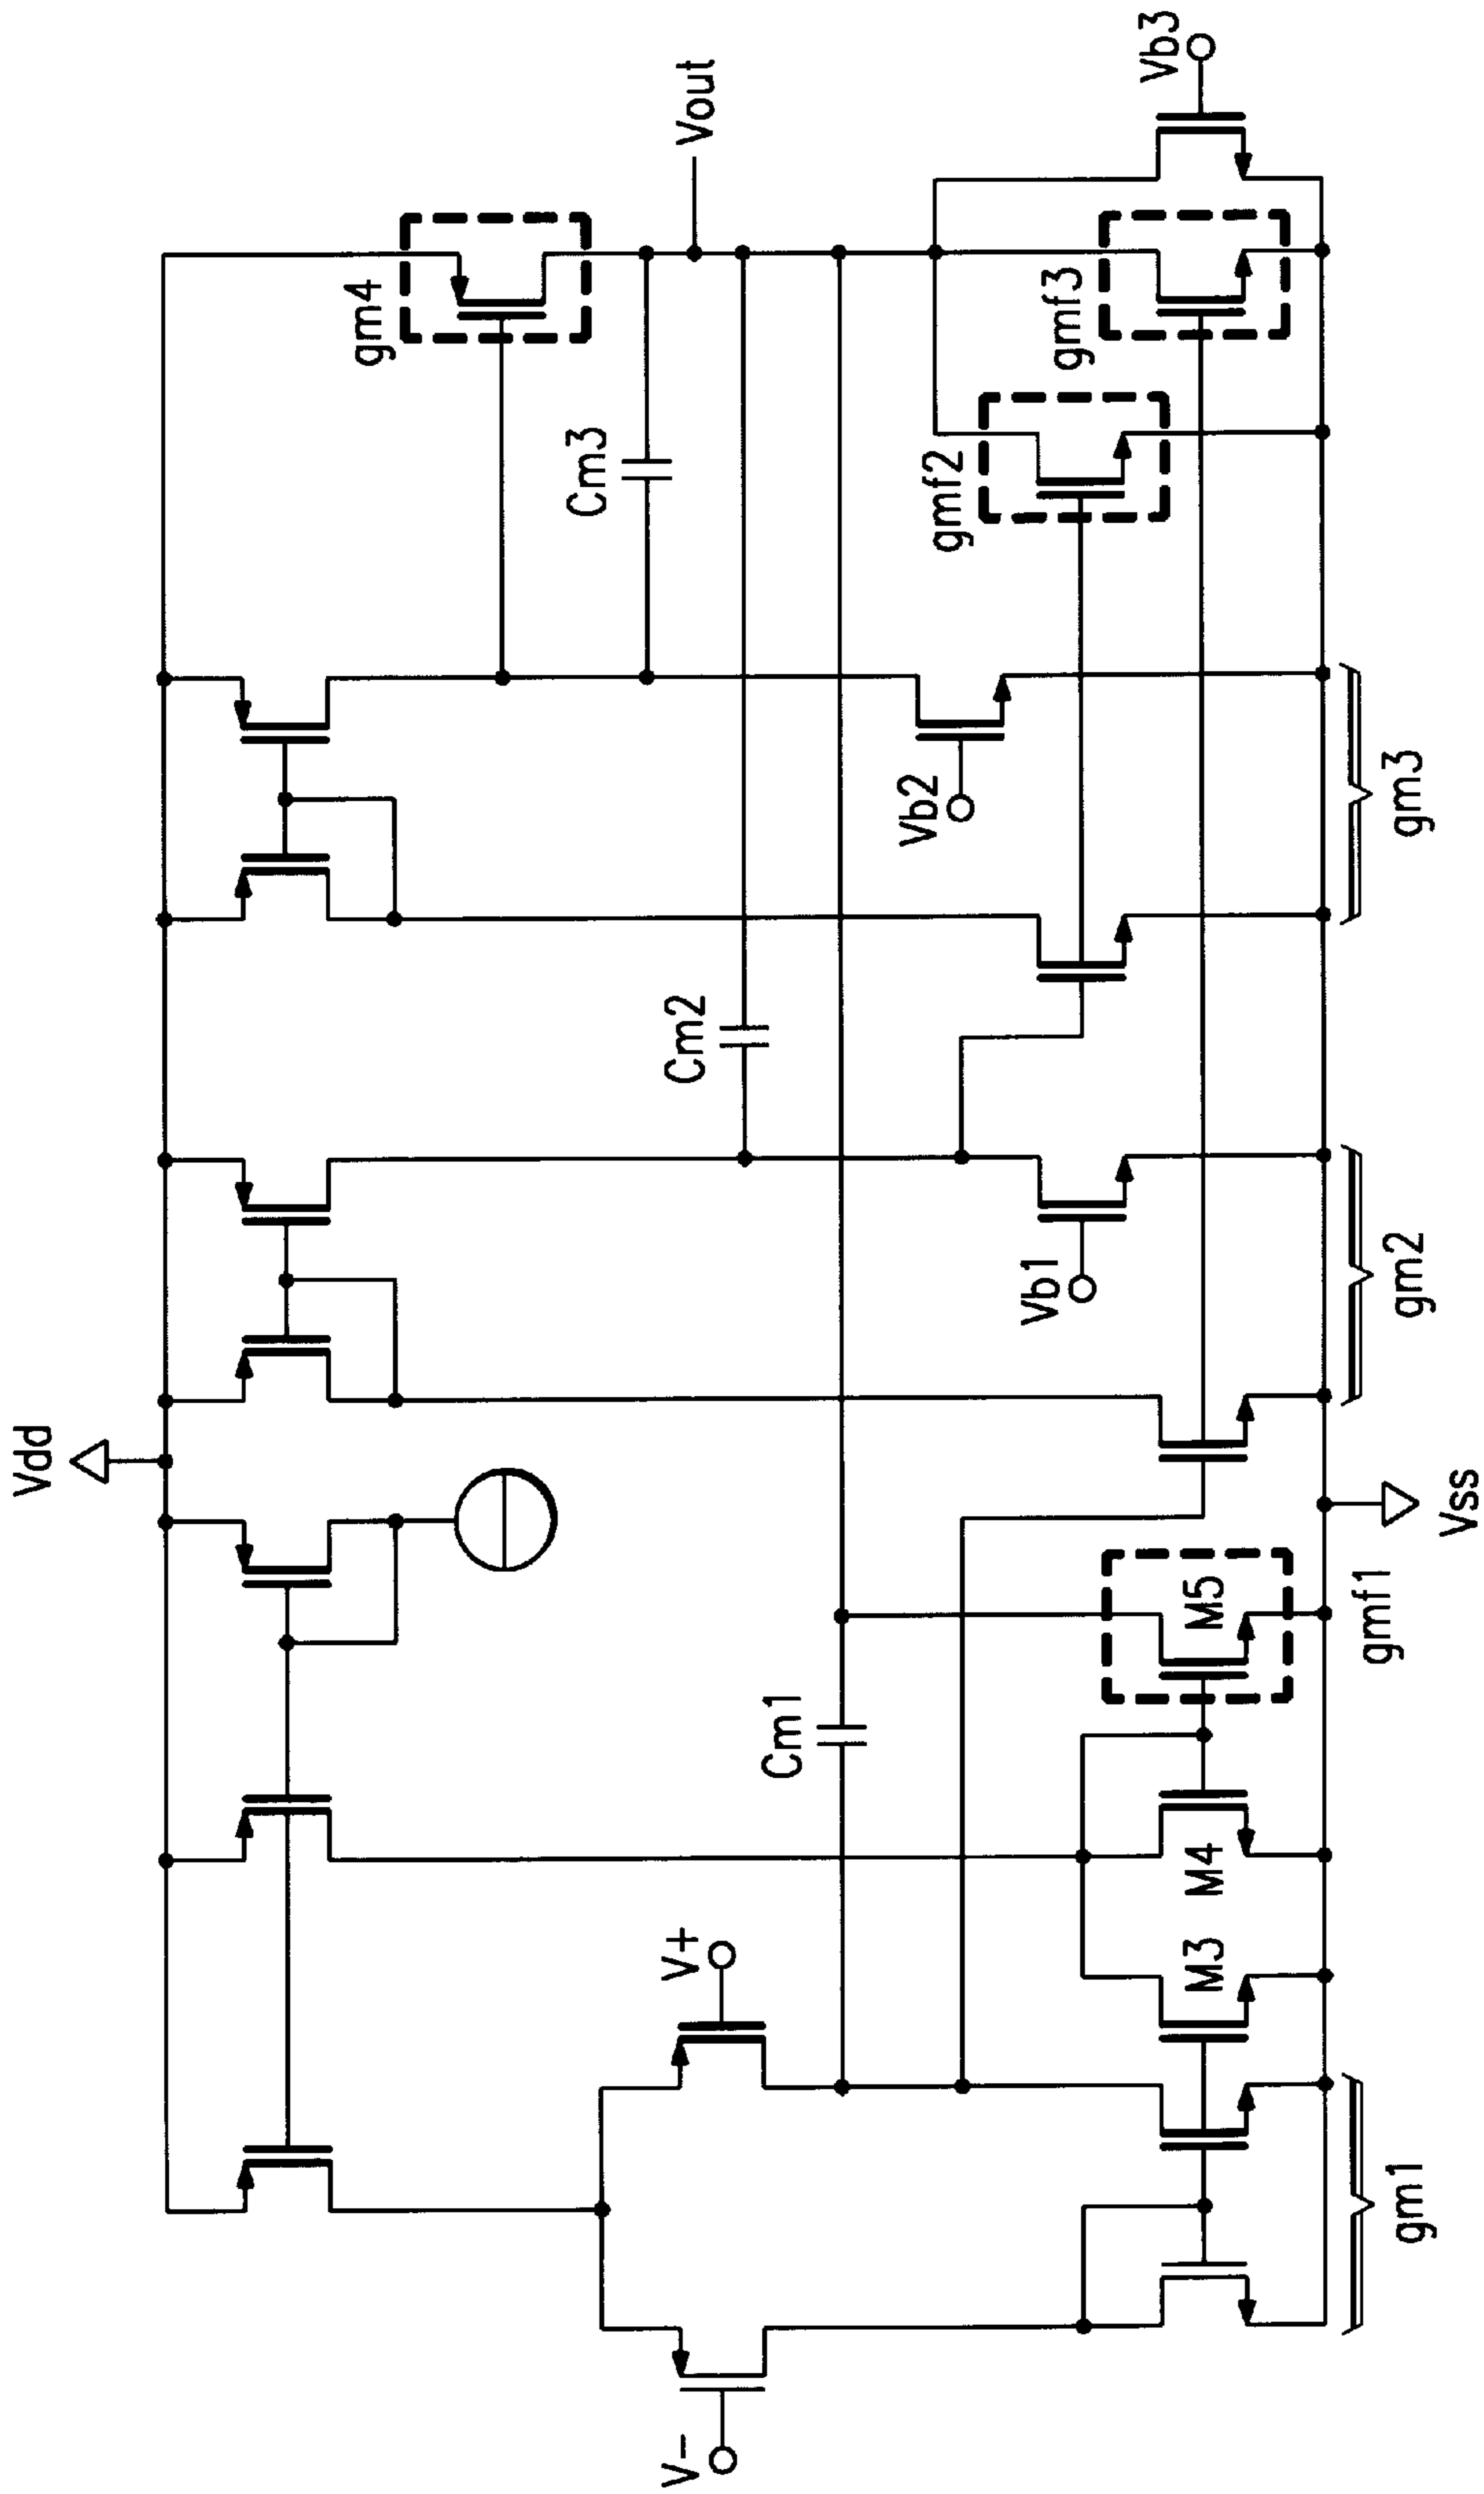 Vdd
gm4
Vout
Cm3
Cm2
Cm1
V-
V+
Vb1
Vb2
Vb3
gmf2
gmf3
M3
M4
M5
gm1
gmf1
Vss
gm2
gm3